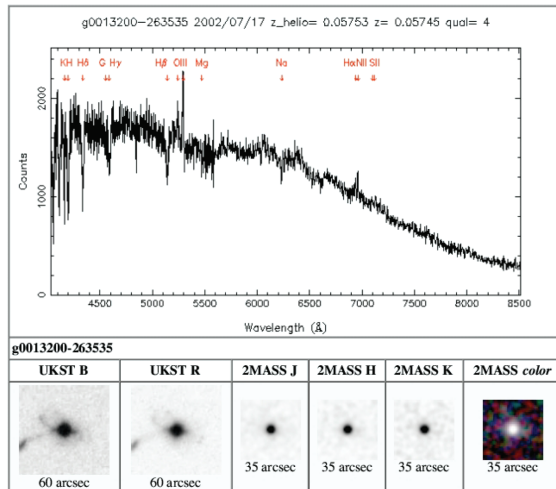 g0013200-263535 2002/07/17 z_helio= 0.05753 z= 0.05745 qual= 4
KH Hδ G Hγ Hβ OIII Mg Na Hα NII SII
2000
1000
0
Counts
4500 5000 5500 6000 6500 7000 7500 8000 8500
Wavelength (Å)
g0013200-263535
UKST B UKST R 2MASS J 2MASS H 2MASS K 2MASS color
60 arcsec 60 arcsec 35 arcsec 35 arcsec 35 arcsec 35 arcsec